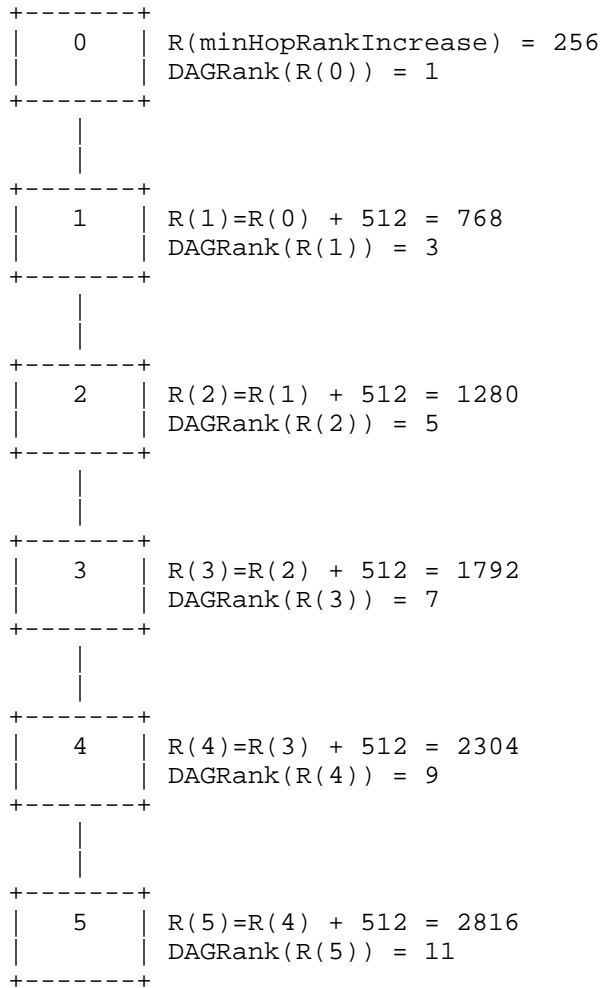 0 R(minHopRankIncrease) = 256
DAGRank(R(0)) = 1
1 R(1)=R(0) + 512 = 768
DAGRank(R(1)) = 3
2 R(2)=R(1) + 512 = 1280
DAGRank(R(2)) = 5
3 R(3)=R(2) + 512 = 1792
DAGRank(R(3)) = 7
4 R(4)=R(3) + 512 = 2304
DAGRank(R(4)) = 9
5 R(5)=R(4) + 512 = 2816
DAGRank(R(5)) = 11